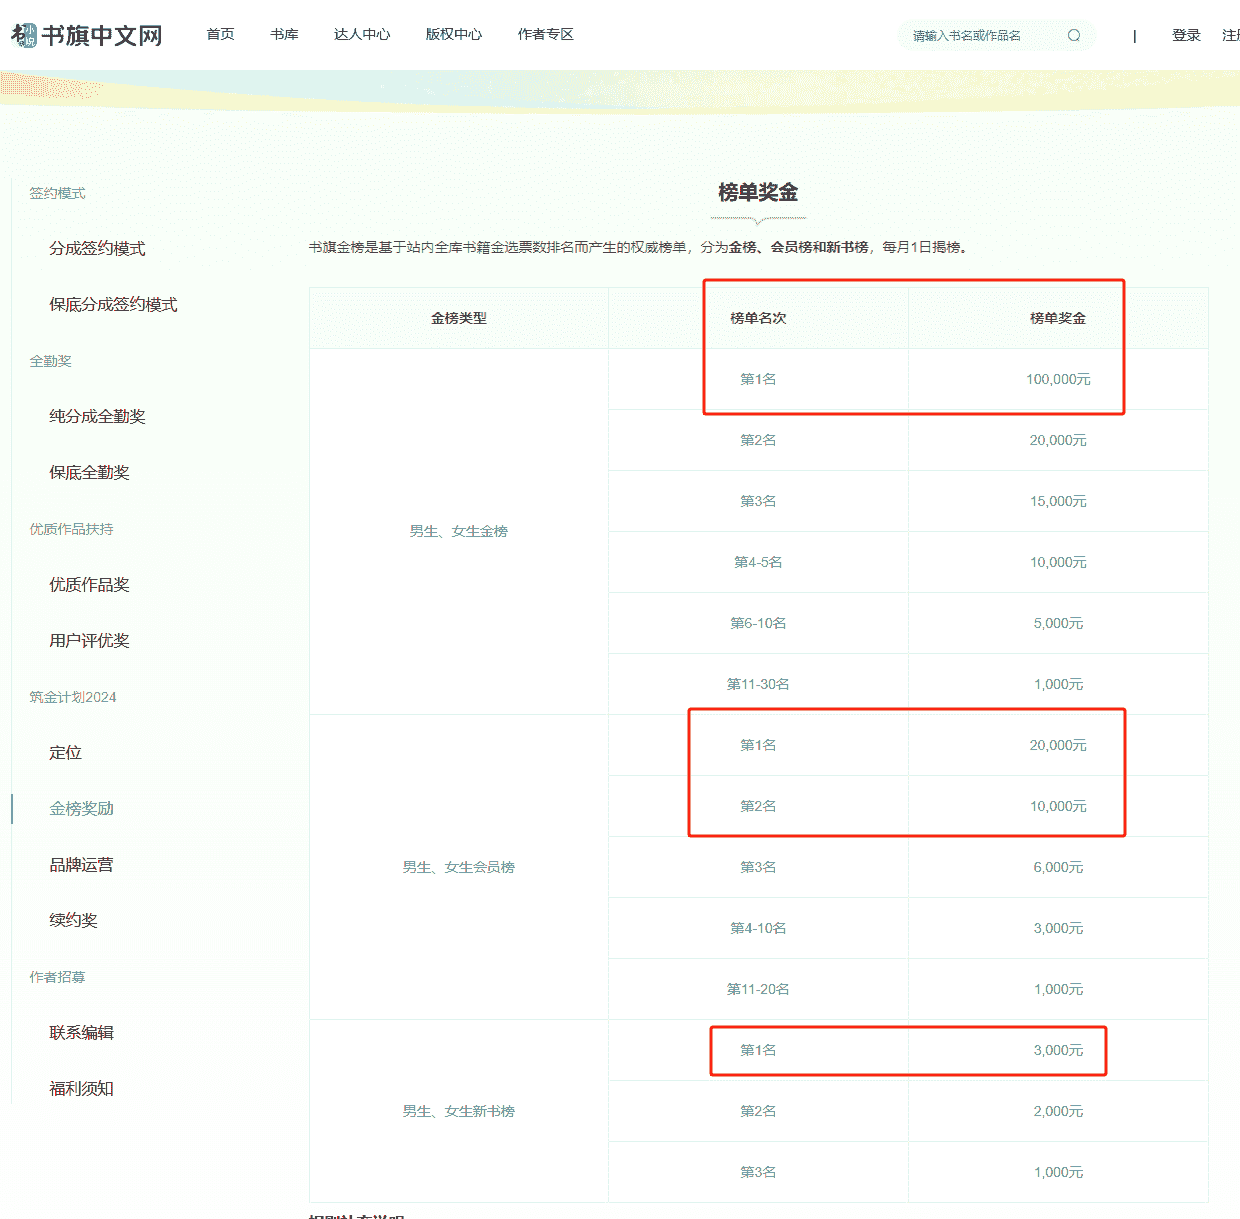 书旗中文网 首页 书库 达人中心 版权中心 作者专区 请输入书名或作品名 | 登录
签约模式
分成签约模式
保底分成签约模式
全勤奖
纯分成全勤奖
保底全勤奖
优质作品扶持
优质作品奖
用户评优奖
筑金计划2024
定位
金榜奖励
品牌运营
续约奖
作者招募
联系编辑
福利须知
榜单奖金
书旗金榜是基于站内全库书籍金选票数排名而产生的权威榜单，分为金榜、会员榜和新书榜，每月1日揭榜。
金榜类型 榜单名次 榜单奖金
男生、女生金榜
第1名 100,000元
第2名 20,000元
第3名 15,000元
第4-5名 10,000元
第6-10名 5,000元
第11-30名 1,000元
男生、女生会员榜
第1名 20,000元
第2名 10,000元
第3名 6,000元
第4-10名 3,000元
第11-20名 1,000元
男生、女生新书榜
第1名 3,000元
第2名 2,000元
第3名 1,000元